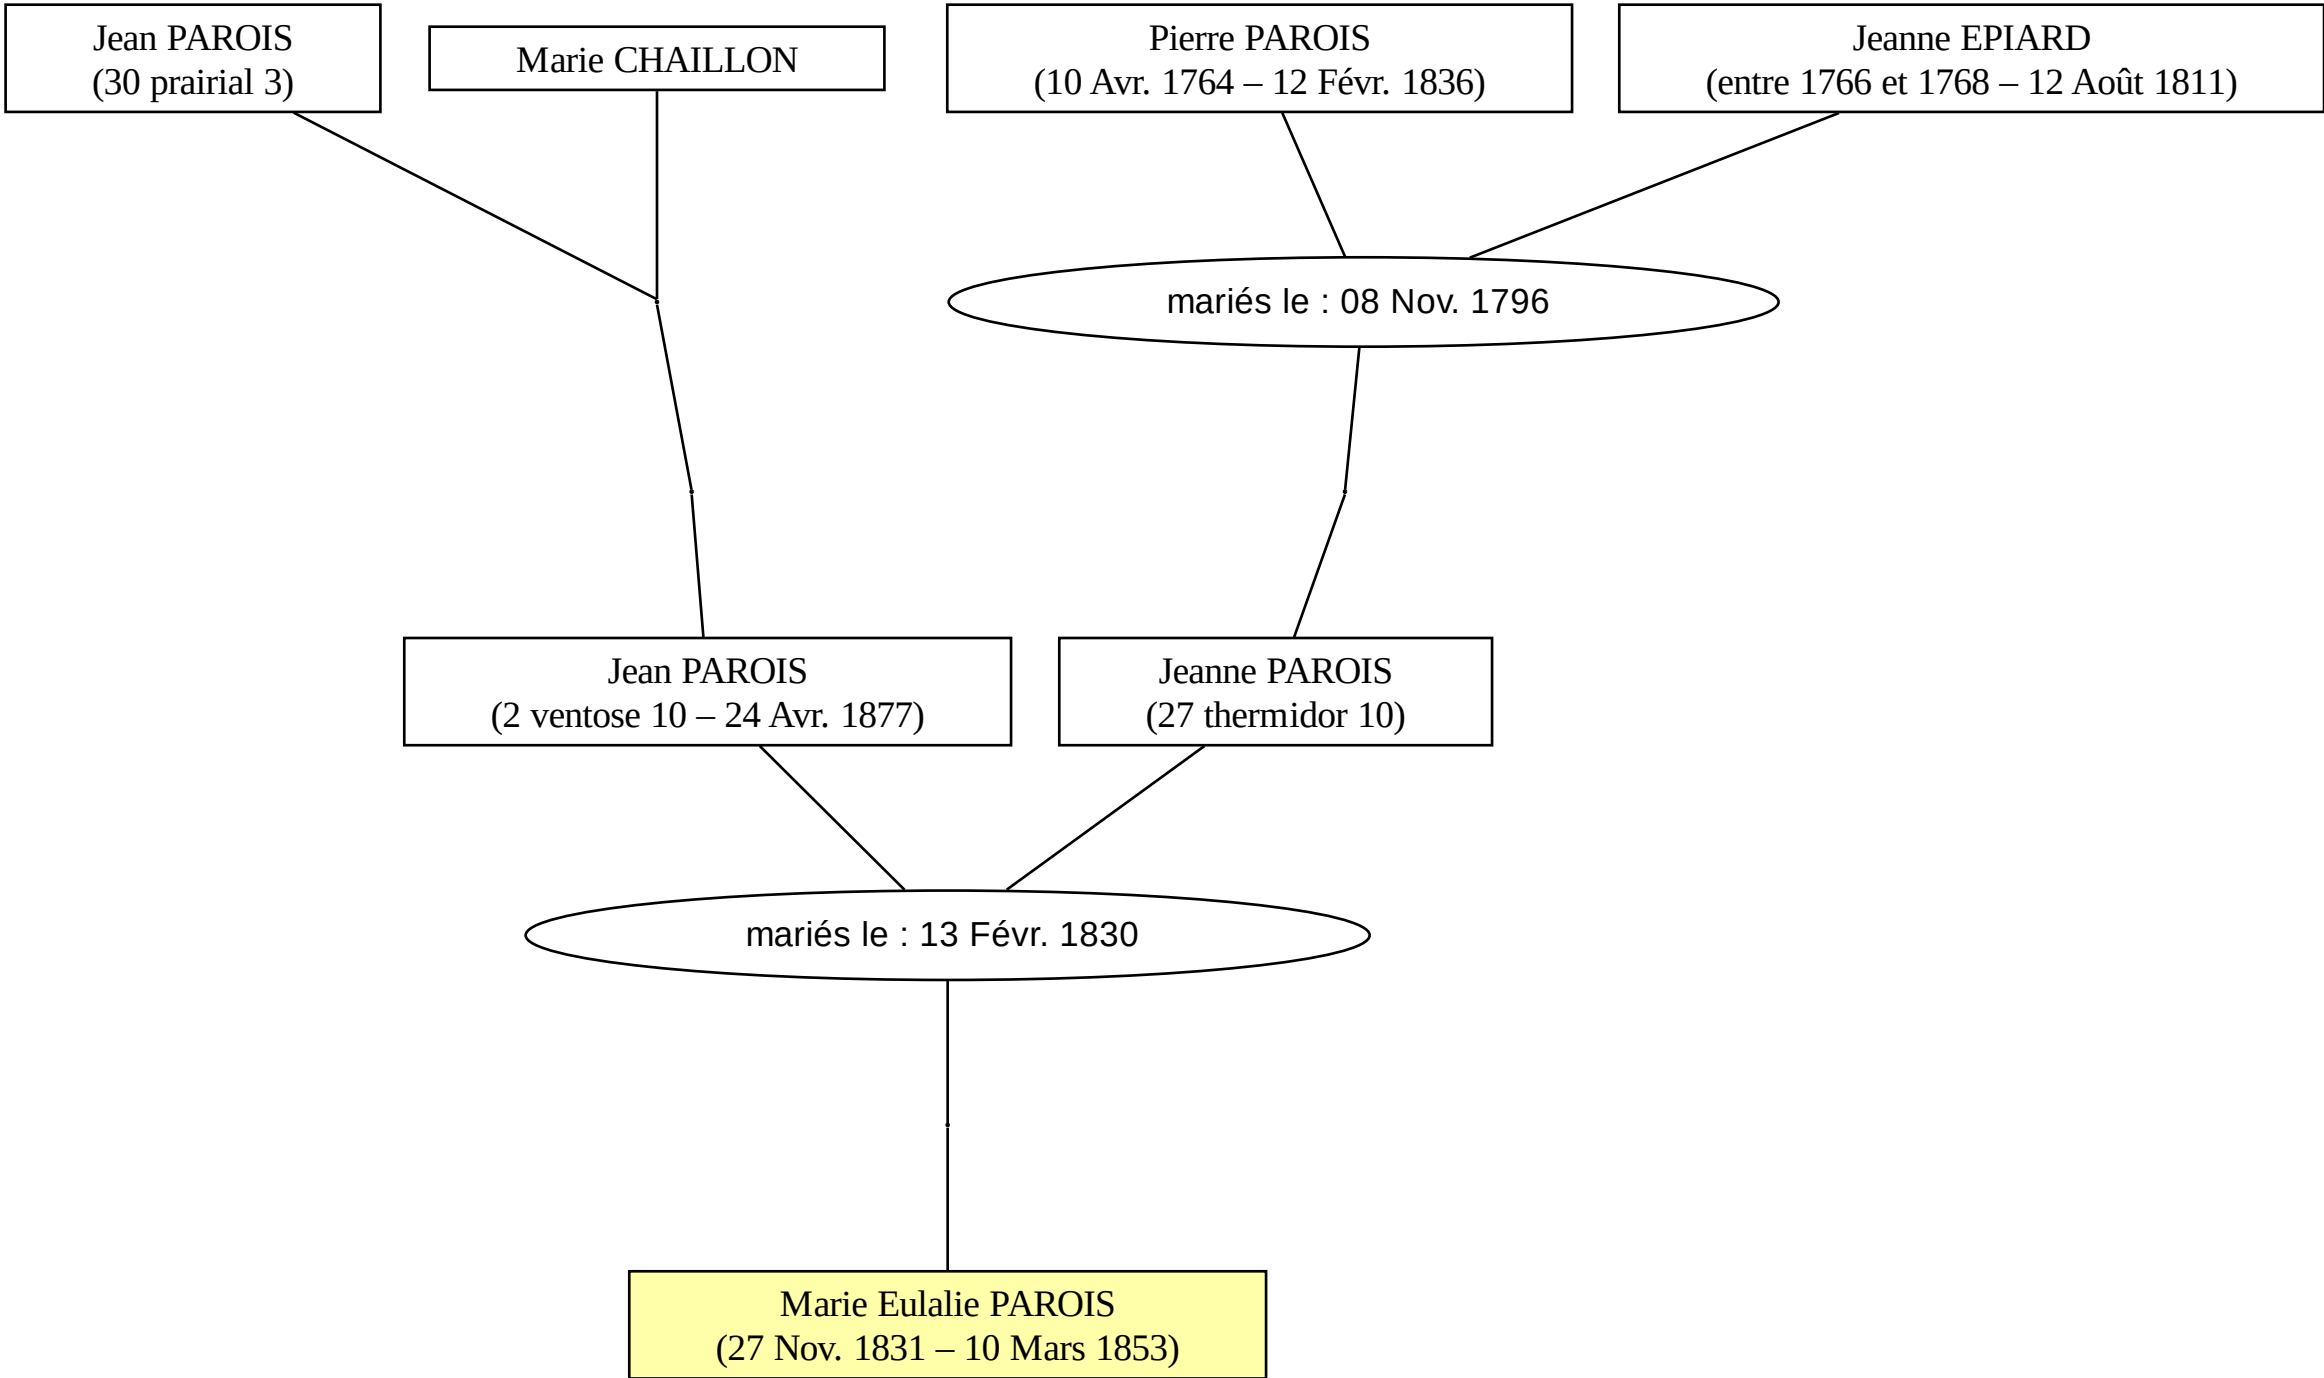 Jean PAROIS
(30 prairial 3)
Marie CHAILLON
Pierre PAROIS
(10 Avr. 1764 – 12 Févr. 1836)
Jeanne EPIARD
(entre 1766 et 1768 – 12 Août 1811)
mariés le : 08 Nov. 1796
Jean PAROIS
(2 ventose 10 – 24 Avr. 1877)
Jeanne PAROIS
(27 thermidor 10)
mariés le : 13 Févr. 1830
Marie Eulalie PAROIS
(27 Nov. 1831 – 10 Mars 1853)